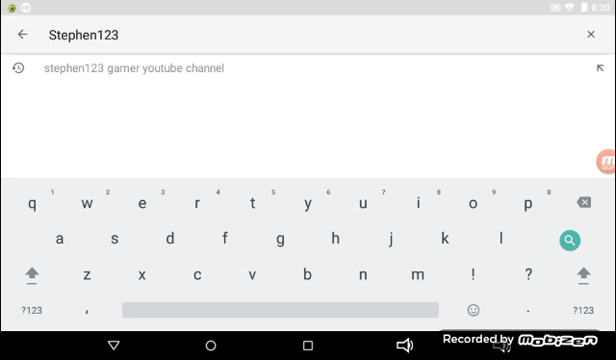 8:20
Stephen123
stephen123 gamer youtube channel
1 2 3 4 5 6 7 8 9 0
q w e r t y u i o p
a s d f g h j k l
z x c v b n m ! ?
?123 , . ?123
Recorded by mobizen